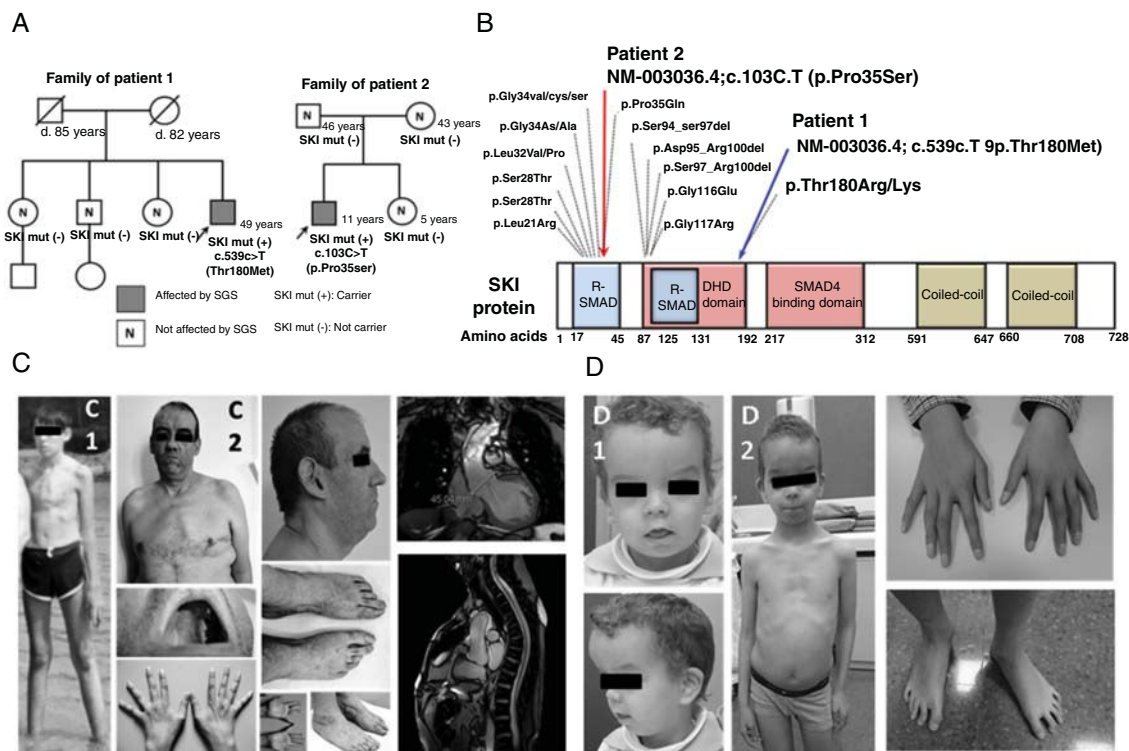 A
Family of patient 1
d. 85 years
d. 82 years
N
N
N
49 years
SKI mut (-)
SKI mut (-)
SKI mut (-)
SKI mut (+)
c.539c>T
(Thr180Met)
Family of patient 2
N
N
46 years
43 years
SKI mut (-)
SKI mut (-)
11 years
N
5 years
SKI mut (+)
c.103C>T
(p.Pro35ser)
SKI mut (-)
Affected by SGS
SKI mut (+): Carrier
N
Not affected by SGS
SKI mut (-): Not carrier
B
Patient 2
NM-003036.4;c.103C.T (p.Pro35Ser)
p.Gly34val/cys/ser
p.Gly34As/Ala
p.Leu32Val/Pro
p.Ser28Thr
p.Ser28Thr
p.Leu21Arg
p.Pro35Gln
p.Ser94_ser97del
p.Asp95_Arg100del
p.Ser97_Arg100del
p.Gly116Glu
p.Gly117Arg
Patient 1
NM-003036.4; c.539c.T 9p.Thr180Met)
p.Thr180Arg/Lys
SKI
protein
R-
SMAD
R-
SMAD
DHD
domain
SMAD4
binding domain
Coiled-coil
Coiled-coil
Amino acids
1 17 45 87 125 131 192 217 312 591 647 660 708 728
C
C
1
C
2
D
D
1
D
2